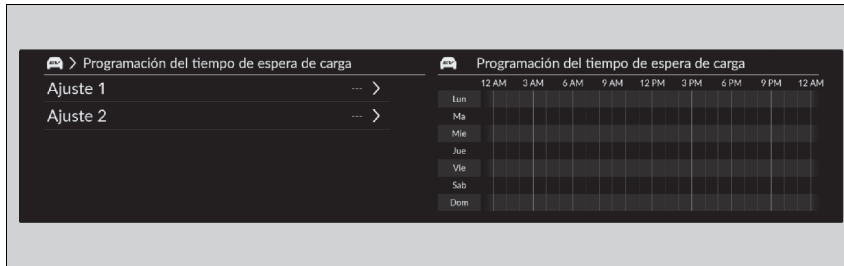 > Programación del tiempo de espera de carga
Ajuste 1 --- >
Ajuste 2 --- >
Programación del tiempo de espera de carga
12 AM 3 AM 6 AM 9 AM 12 PM 3 PM 6 PM 9 PM 12 AM
Lun
Ma
Mie
Jue
VIe
Sab
Dom